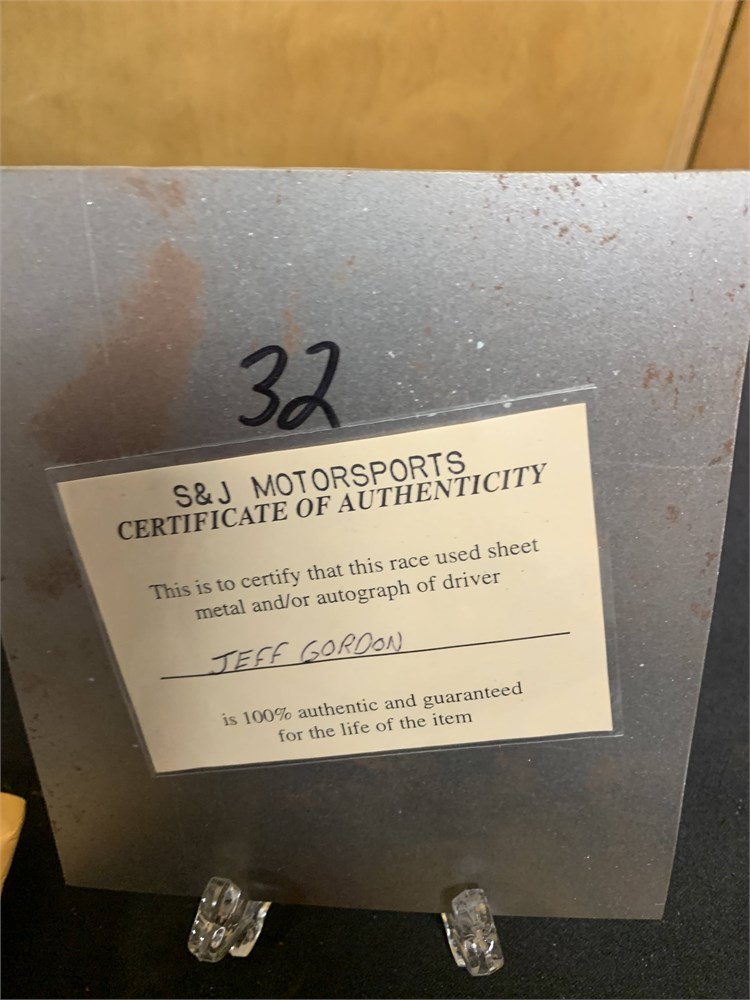 32
S&J MOTORSPORTS
CERTIFICATE OF AUTHENTICITY
This is to certify that this race used sheet
metal and/or autograph of driver
JEFF GORDON
is 100% authentic and guaranteed
for the life of the item